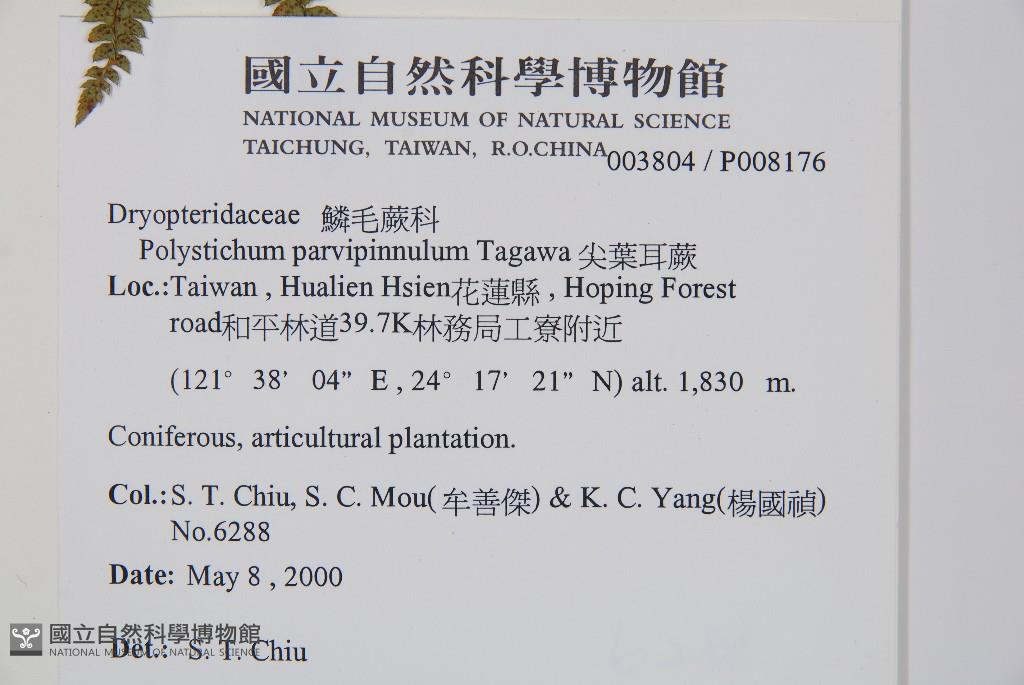 國立自然科學博物館
NATIONAL MUSEUM OF NATURAL SCIENCE
TAICHUNG, TAIWAN, R.O.CHINA
003804 / P008176
Dryopteridaceae 鱗毛蕨科
Polystichum parvipinnulum Tagawa 尖葉耳蕨
Loc.:Taiwan , Hualien Hsien花蓮縣 , Hoping Forest
road和平林道39.7K林務局工寮附近
(121° 38’ 04” E , 24° 17’ 21” N) alt. 1,830 m.
Coniferous, articultural plantation.
Col.: S. T. Chiu, S. C. Mou(牟善傑) & K. C. Yang(楊國禎)
No.6288
Date: May 8 , 2000
Det.: S. T. Chiu
國立自然科學博物館
NATIONAL MUSEUM OF NATURAL SCIENCE